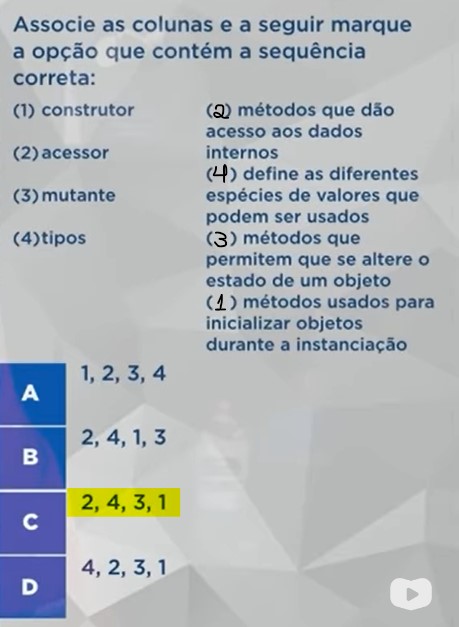 Associe as colunas e a seguir marque
a opção que contém a sequência
correta:
(1) construtor
(2) acessor
(3) mutante
(4) tipos
(2) métodos que dão
acesso aos dados
internos
(4) define as diferentes
espécies de valores que
podem ser usados
(3) métodos que
permitem que se altere o
estado de um objeto
(1) métodos usados para
inicializar objetos
durante a instanciação
A
1, 2, 3, 4
B
2, 4, 1, 3
C
2, 4, 3, 1
D
4, 2, 3, 1